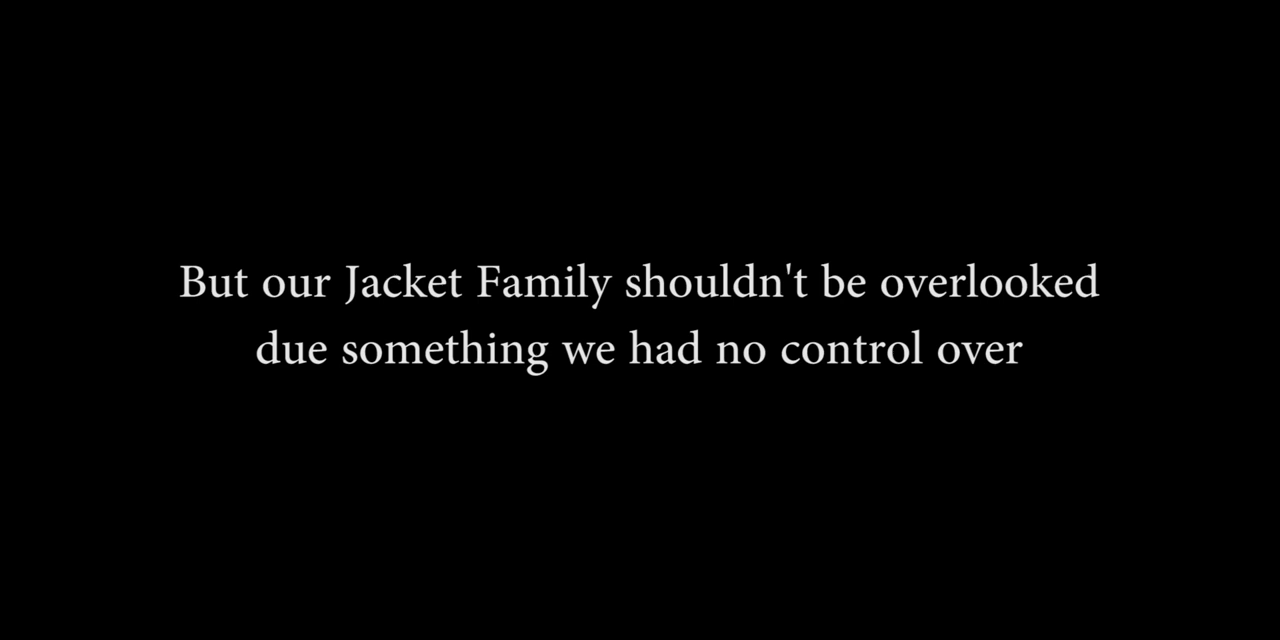 But our Jacket Family shouldn't be overlooked
due something we had no control over